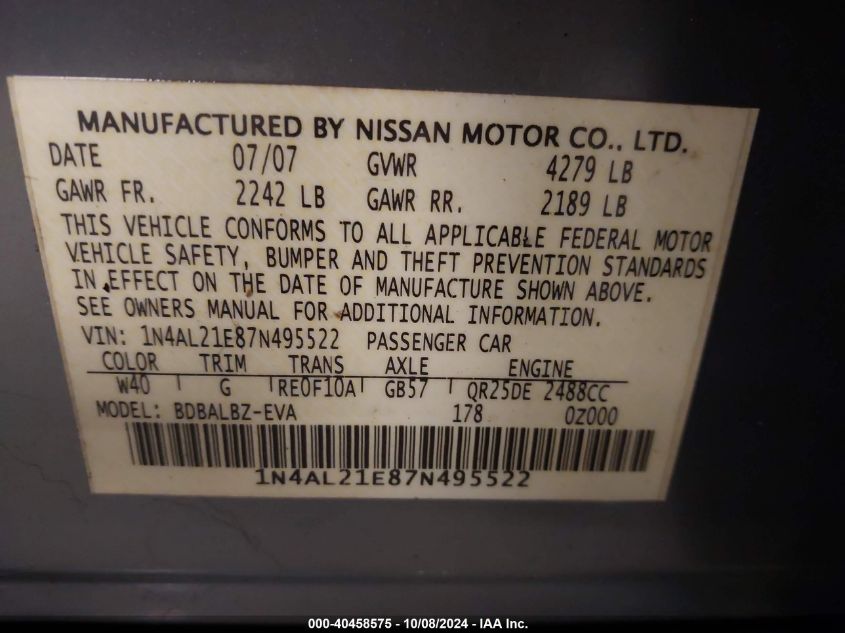 MANUFACTURED BY NISSAN MOTOR CO., LTD.
DATE 07/07 GVWR 4279 LB
GAWR FR. 2242 LB GAWR RR. 2189 LB
THIS VEHICLE CONFORMS TO ALL APPLICABLE FEDERAL MOTOR
VEHICLE SAFETY, BUMPER AND THEFT PREVENTION STANDARDS
IN EFFECT ON THE DATE OF MANUFACTURE SHOWN ABOVE.
SEE OWNERS MANUAL FOR ADDITIONAL INFORMATION.
VIN: 1N4AL21E87N495522 PASSENGER CAR
COLOR TRIM TRANS AXLE ENGINE
W40 G RE0F10A GB57 QR25DE 2488CC
MODEL: BDBALBZ-EVA 178 0Z000
1N4AL21E87N495522
000-40458575 - 10/08/2024 - IAA Inc.